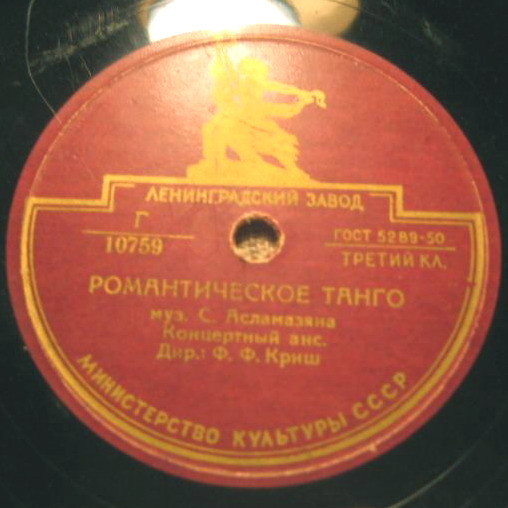 ЛЕНИНГРАДСКИЙ ЗАВОД
Г
10759
ГОСТ 5289-50
ТРЕТИЙ КЛ.
РОМАНТИЧЕСКОЕ ТАНГО
муз. С. Асламазяна
Концертный анс.
Дир.: Ф. Ф. Криш
МИНИСТЕРСТВО КУЛЬТУРЫ СССР